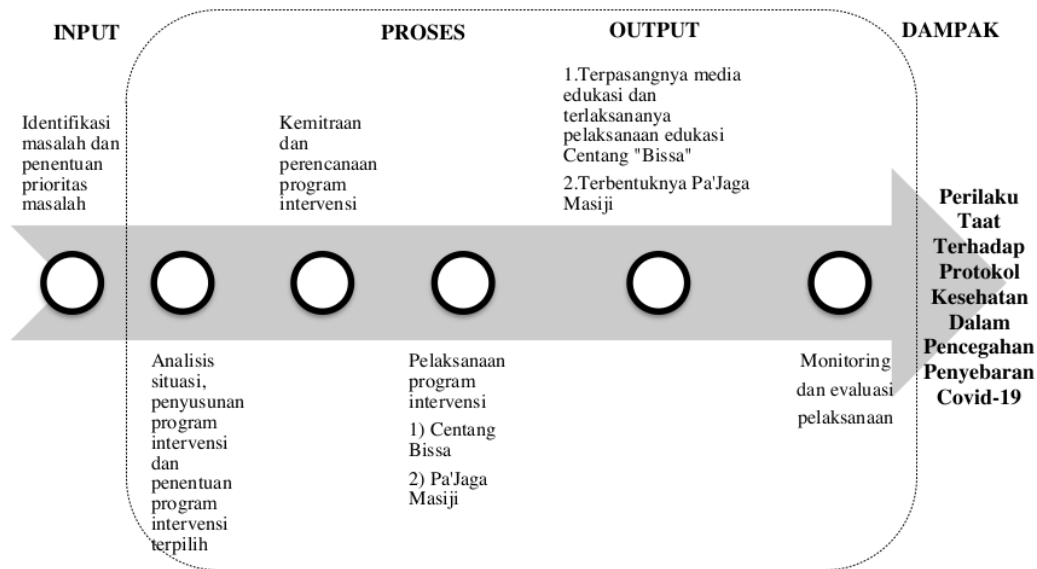 INPUT
PROSES
OUTPUT
DAMPAK
Identifikasi
masalah dan
penentuan
prioritas
masalah
Kemitraan
dan
perencanaan
program
intervensi
1.Terpasangnya media
edukasi dan
terlaksananya
pelaksanaan edukasi
Centang "Bissa"
2.Terbentuknya Pa'Jaga
Masiji
Perilaku
Taat
Terhadap
Protokol
Kesehatan
Dalam
Pencegahan
Penyebaran
Covid-19
Analisis
situasi,
penyusunan
program
intervensi
dan
penentuan
program
intervensi
terpilih
Pelaksanaan
program
intervensi
1) Centang
Bissa
2) Pa'Jaga
Masiji
Monitoring
dan evaluasi
pelaksanaan